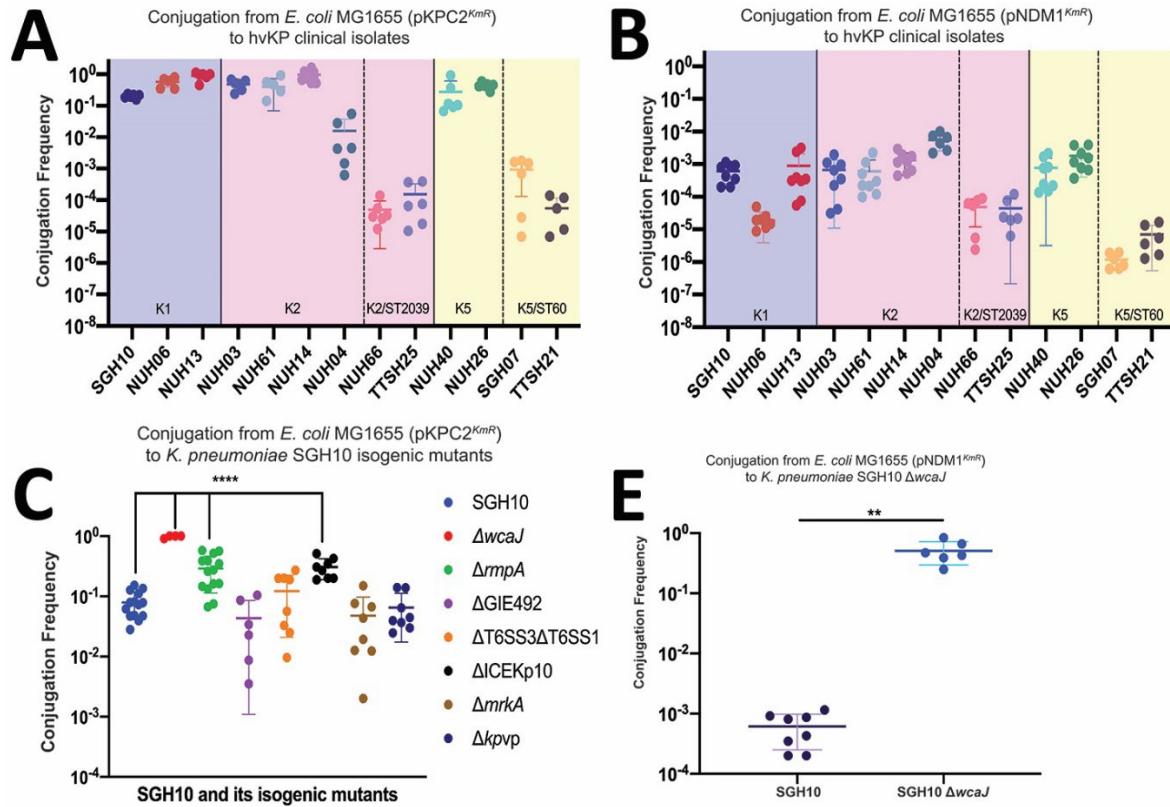 A
Conjugation from E. coli MG1655 (pKPC2KmR)
to hvKP clinical isolates
Conjugation Frequency
10^0
10^-1
10^-2
10^-3
10^-4
10^-5
10^-6
10^-7
10^-8
K1
K2
K2/ST2039
K5
K5/ST60
SGH10
NUH06
NUH13
NUH03
NUH61
NUH14
NUH04
NUH66
TTSH25
NUH40
NUH26
SGH07
TTSH21
B
Conjugation from E. coli MG1655 (pNDM1KmR)
to hvKP clinical isolates
Conjugation Frequency
10^0
10^-1
10^-2
10^-3
10^-4
10^-5
10^-6
10^-7
10^-8
K1
K2
K2/ST2039
K5
K5/ST60
SGH10
NUH06
NUH13
NUH03
NUH61
NUH14
NUH04
NUH66
TTSH25
NUH40
NUH26
SGH07
TTSH21
C
Conjugation from E. coli MG1655 (pKPC2KmR)
to K. pneumoniae SGH10 isogenic mutants
****
Conjugation Frequency
10^0
10^-1
10^-2
10^-3
10^-4
SGH10 and its isogenic mutants
SGH10
ΔwcaJ
ΔrmpA
ΔGIE492
ΔT6SS3ΔT6SS1
ΔICEKp10
ΔmrkA
Δkpvp
E
Conjugation from E. coli MG1655 (pNDM1KmR)
to K. pneumoniae SGH10 ΔwcaJ
**
Conjugation Frequency
10^0
10^-1
10^-2
10^-3
10^-4
SGH10
SGH10 ΔwcaJ